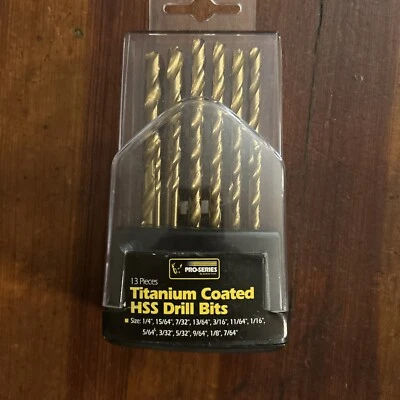 PRO-SERIES
13 Pieces
Titanium Coated
HSS Drill Bits
Size: 1/4", 15/64" 7/32", 13/64", 3/16", 11/64", 1/16",
5/64", 3/32", 5/32", 9/64", 1/8", 7/64"